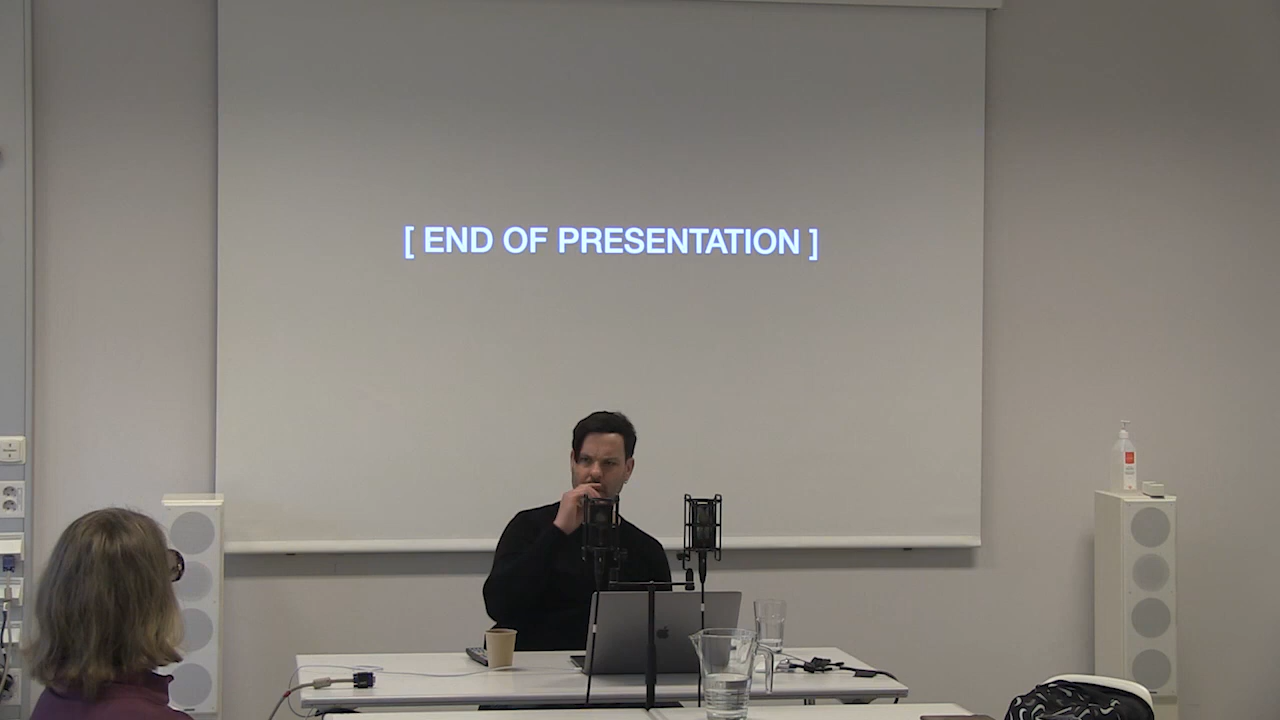 [ END OF PRESENTATION ]